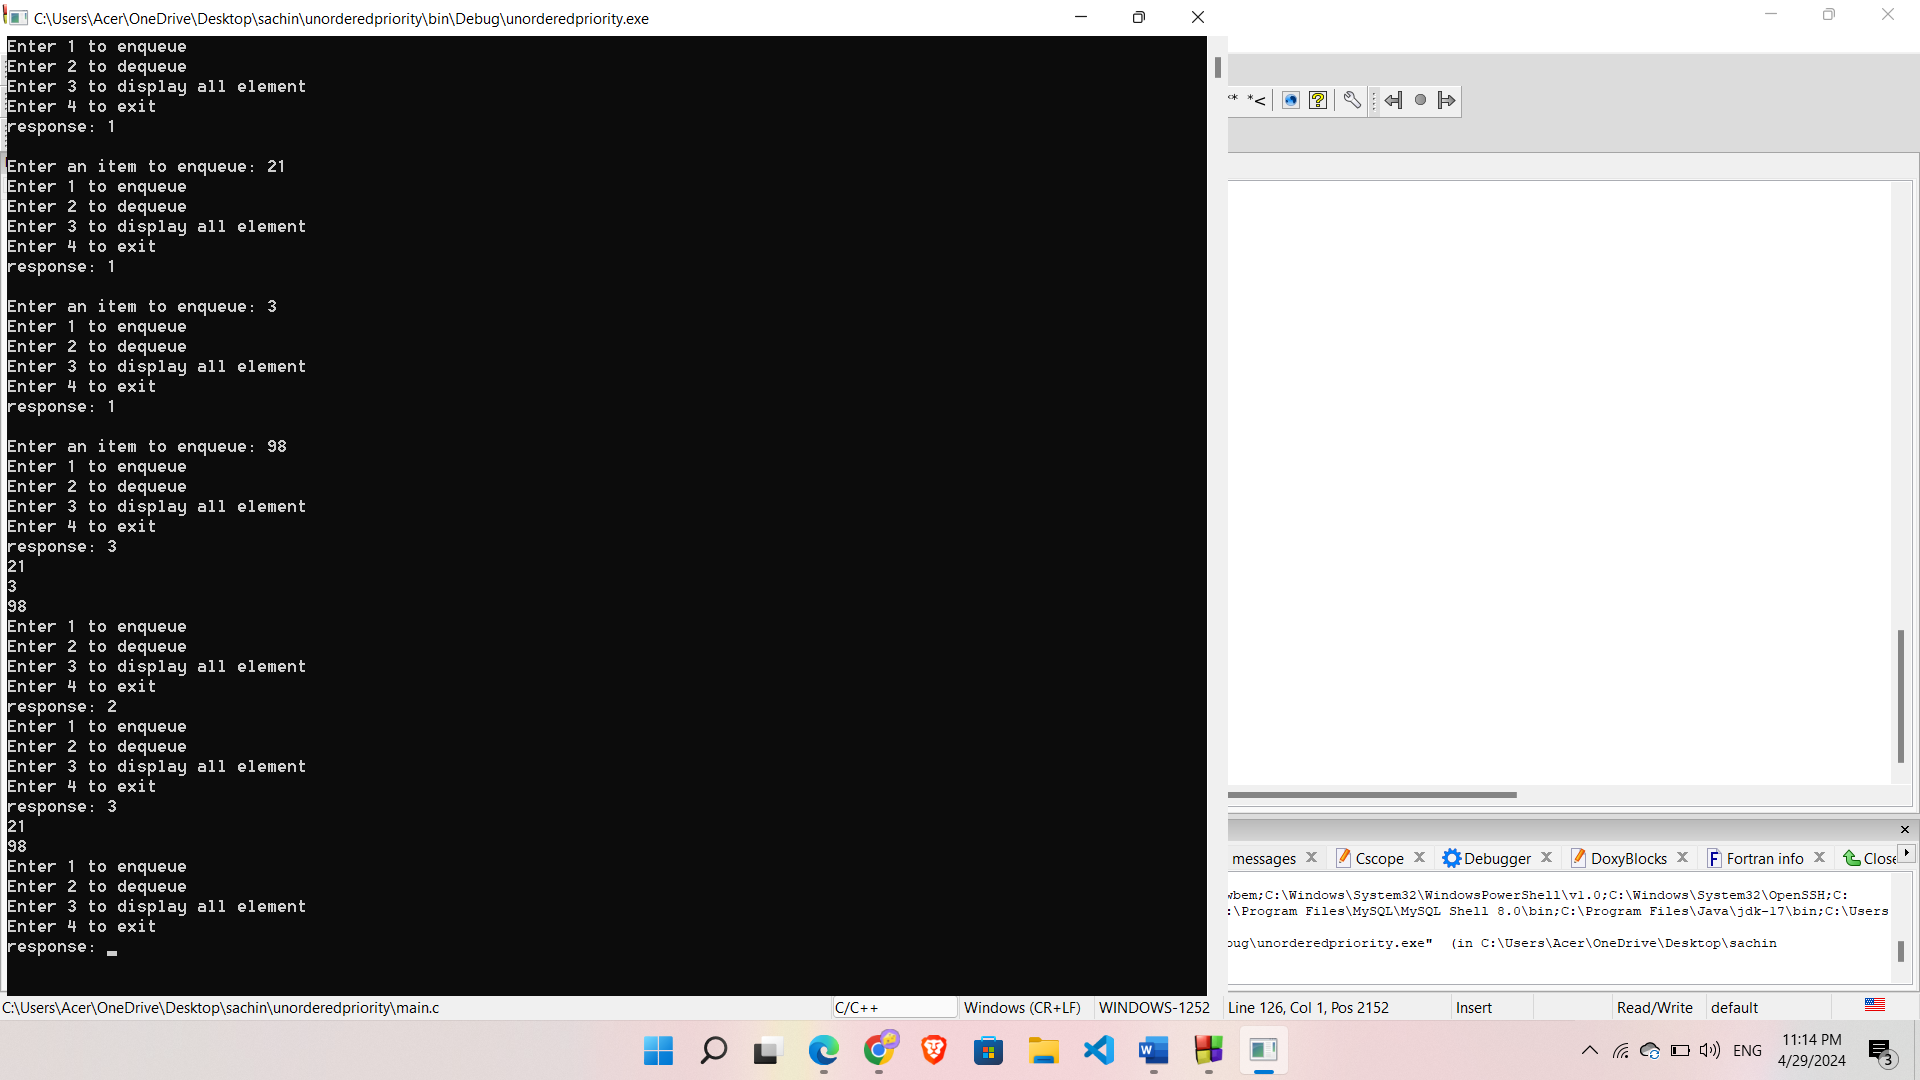 C:\Users\Acer\OneDrive\Desktop\sachin\unorderedpriority\bin\Debug\unorderedpriority.exe
Enter 1 to enqueue
Enter 2 to dequeue
Enter 3 to display all element
Enter 4 to exit
response: 1
Enter an item to enqueue: 21
Enter 1 to enqueue
Enter 2 to dequeue
Enter 3 to display all element
Enter 4 to exit
response: 1
Enter an item to enqueue: 3
Enter 1 to enqueue
Enter 2 to dequeue
Enter 3 to display all element
Enter 4 to exit
response: 1
Enter an item to enqueue: 98
Enter 1 to enqueue
Enter 2 to dequeue
Enter 3 to display all element
Enter 4 to exit
response: 3
21
3
98
Enter 1 to enqueue
Enter 2 to dequeue
Enter 3 to display all element
Enter 4 to exit
response: 2
Enter 1 to enqueue
Enter 2 to dequeue
Enter 3 to display all element
Enter 4 to exit
response: 3
21
98
Enter 1 to enqueue
Enter 2 to dequeue
Enter 3 to display all element
Enter 4 to exit
response:
messages Cscope Debugger DoxyBlocks Fortran info Close
wbem;C:\Windows\System32\WindowsPowerShell\v1.0;C:\Windows\System32\OpenSSH;C:
:\Program Files\MySQL\MySQL Shell 8.0\bin;C:\Program Files\Java\jdk-17\bin;C:\Users
bug\unorderedpriority.exe" (in C:\Users\Acer\OneDrive\Desktop\sachin
C:\Users\Acer\OneDrive\Desktop\sachin\unorderedpriority\main.c C/C++ Windows (CR+LF) WINDOWS-1252 Line 126, Col 1, Pos 2152 Insert Read/Write default
ENG 11:14 PM
4/29/2024 3